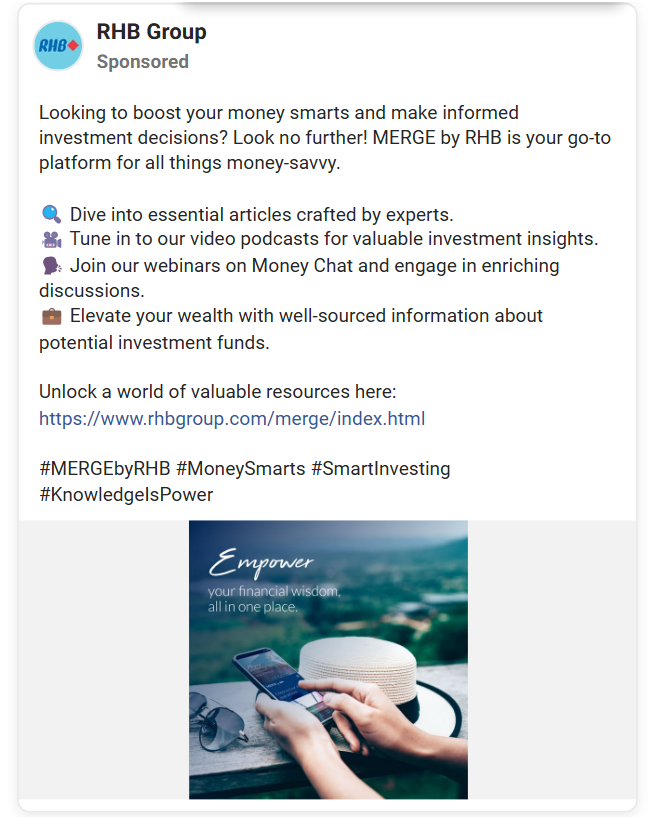 RHB
RHB Group
Sponsored
Looking to boost your money smarts and make informed
investment decisions? Look no further! MERGE by RHB is your go-to
platform for all things money-savvy.
🔍 Dive into essential articles crafted by experts.
🎥 Tune in to our video podcasts for valuable investment insights.
🗣 Join our webinars on Money Chat and engage in enriching
discussions.
💼 Elevate your wealth with well-sourced information about
potential investment funds.
Unlock a world of valuable resources here:
https://www.rhbgroup.com/merge/index.html
#MERGEbyRHB #MoneySmarts #SmartInvesting
#KnowledgeIsPower
Empower
your financial wisdom,
all in one place.